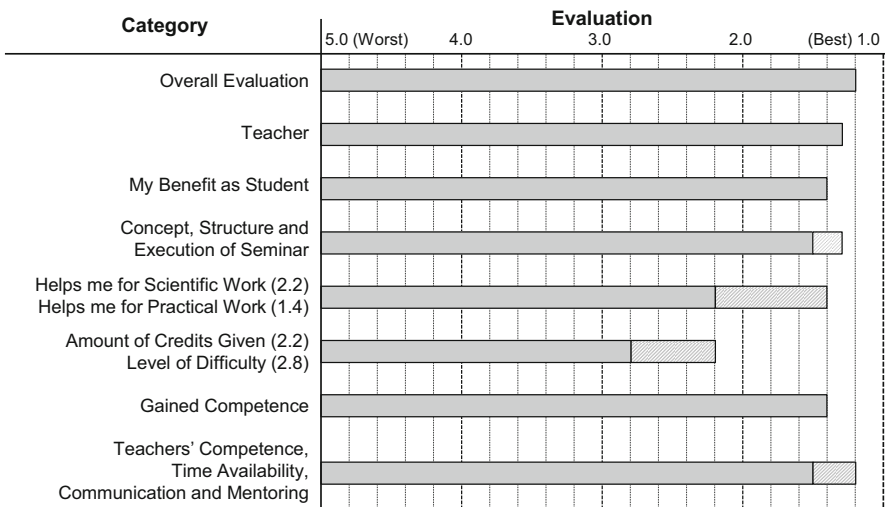 Category
Evaluation
5.0 (Worst) 4.0 3.0 2.0 (Best) 1.0
Overall Evaluation
Teacher
My Benefit as Student
Concept, Structure and
Execution of Seminar
Helps me for Scientific Work (2.2)
Helps me for Practical Work (1.4)
Amount of Credits Given (2.2)
Level of Difficulty (2.8)
Gained Competence
Teachers’ Competence,
Time Availability,
Communication and Mentoring